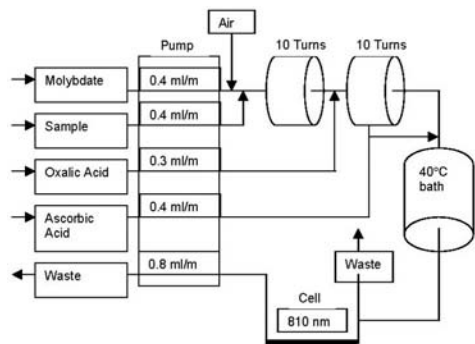 Air
Pump
10 Turns
10 Turns
Molybdate
0.4 ml/m
Sample
0.4 ml/m
Oxalic Acid
0.3 ml/m
40°C
bath
Ascorbic
Acid
0.4 ml/m
Waste
0.8 ml/m
Waste
Cell
810 nm